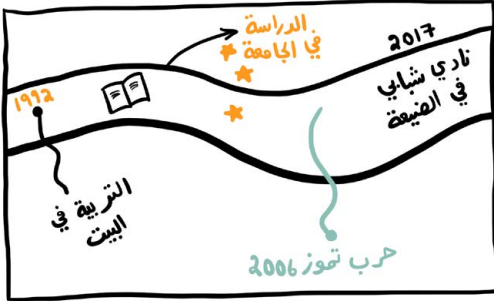 الدراسة
في الجامعة
2017
نادي شبابي
في الضيعة
1992
التربية في
البيت
حرب تموز 2006